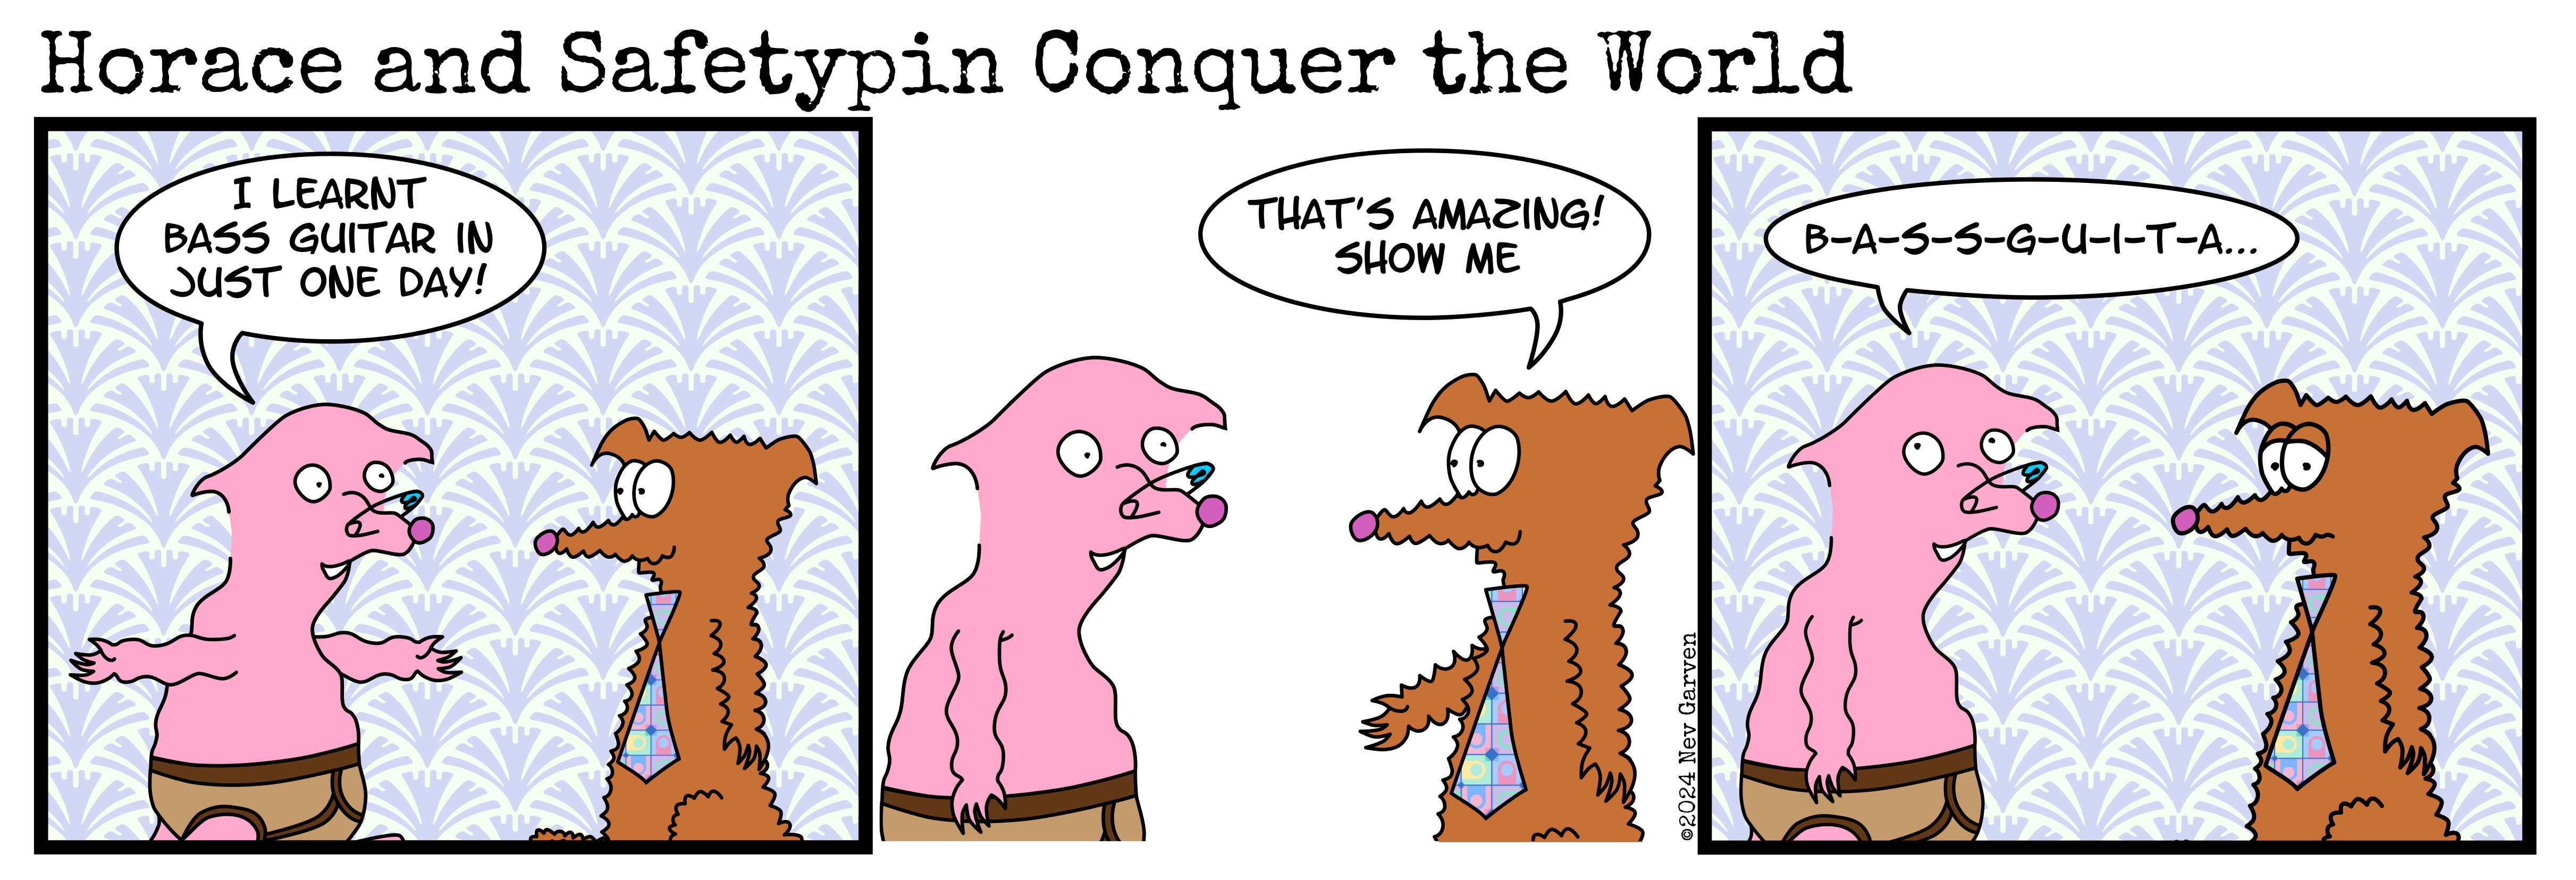 Horace and Safetypin Conquer the World
I LEARNT
BASS GUITAR IN
JUST ONE DAY!
THAT'S AMAZING!
SHOW ME
©2024 Nev Garven
B-A-S-S-G-U-I-T-A...